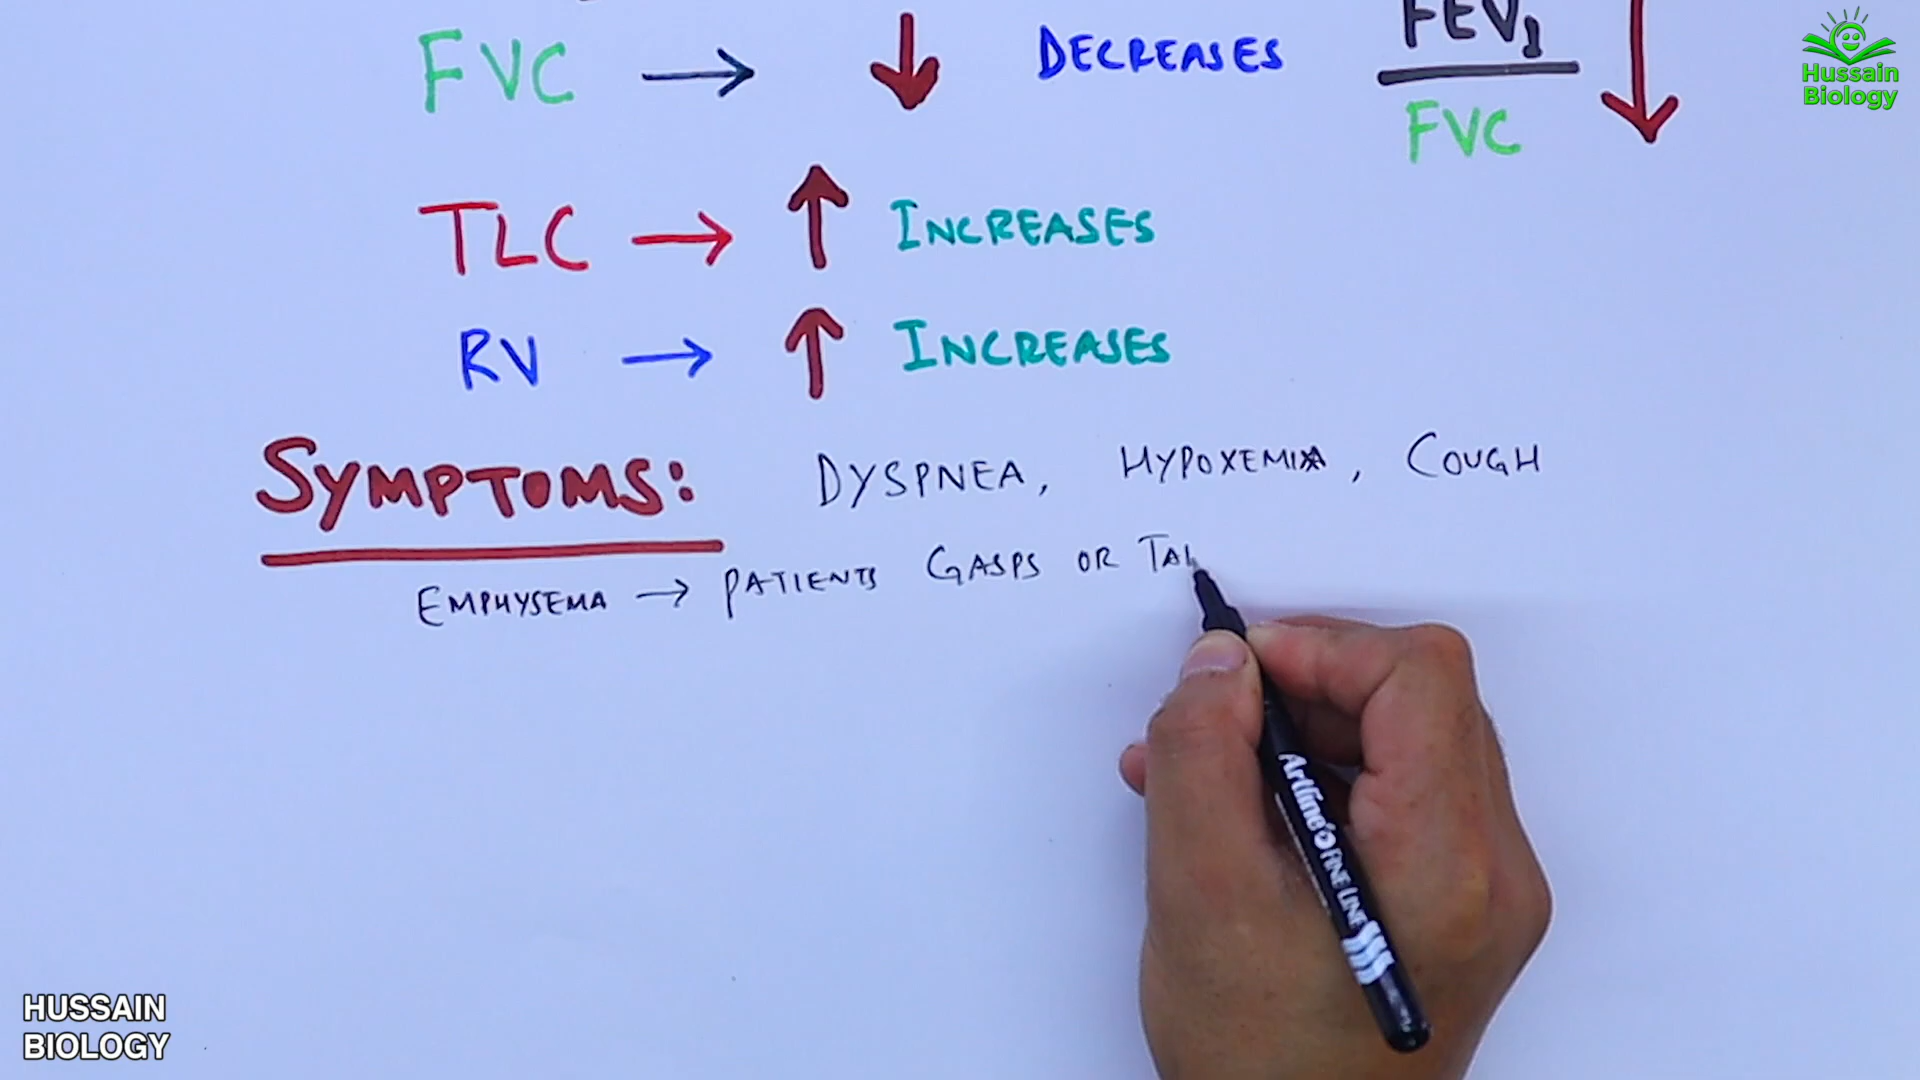 FVC → ↓ DECREASES FEV1
FVC ↓
TLC → ↑ INCREASES
RV → ↑ INCREASES
SYMPTOMS: DYSPNEA, HYPOXEMIA, COUGH
EMPHYSEMA → PATIENTS GASPS OR TA
Artline FINE LINE
Hussain
Biology
HUSSAIN
BIOLOGY